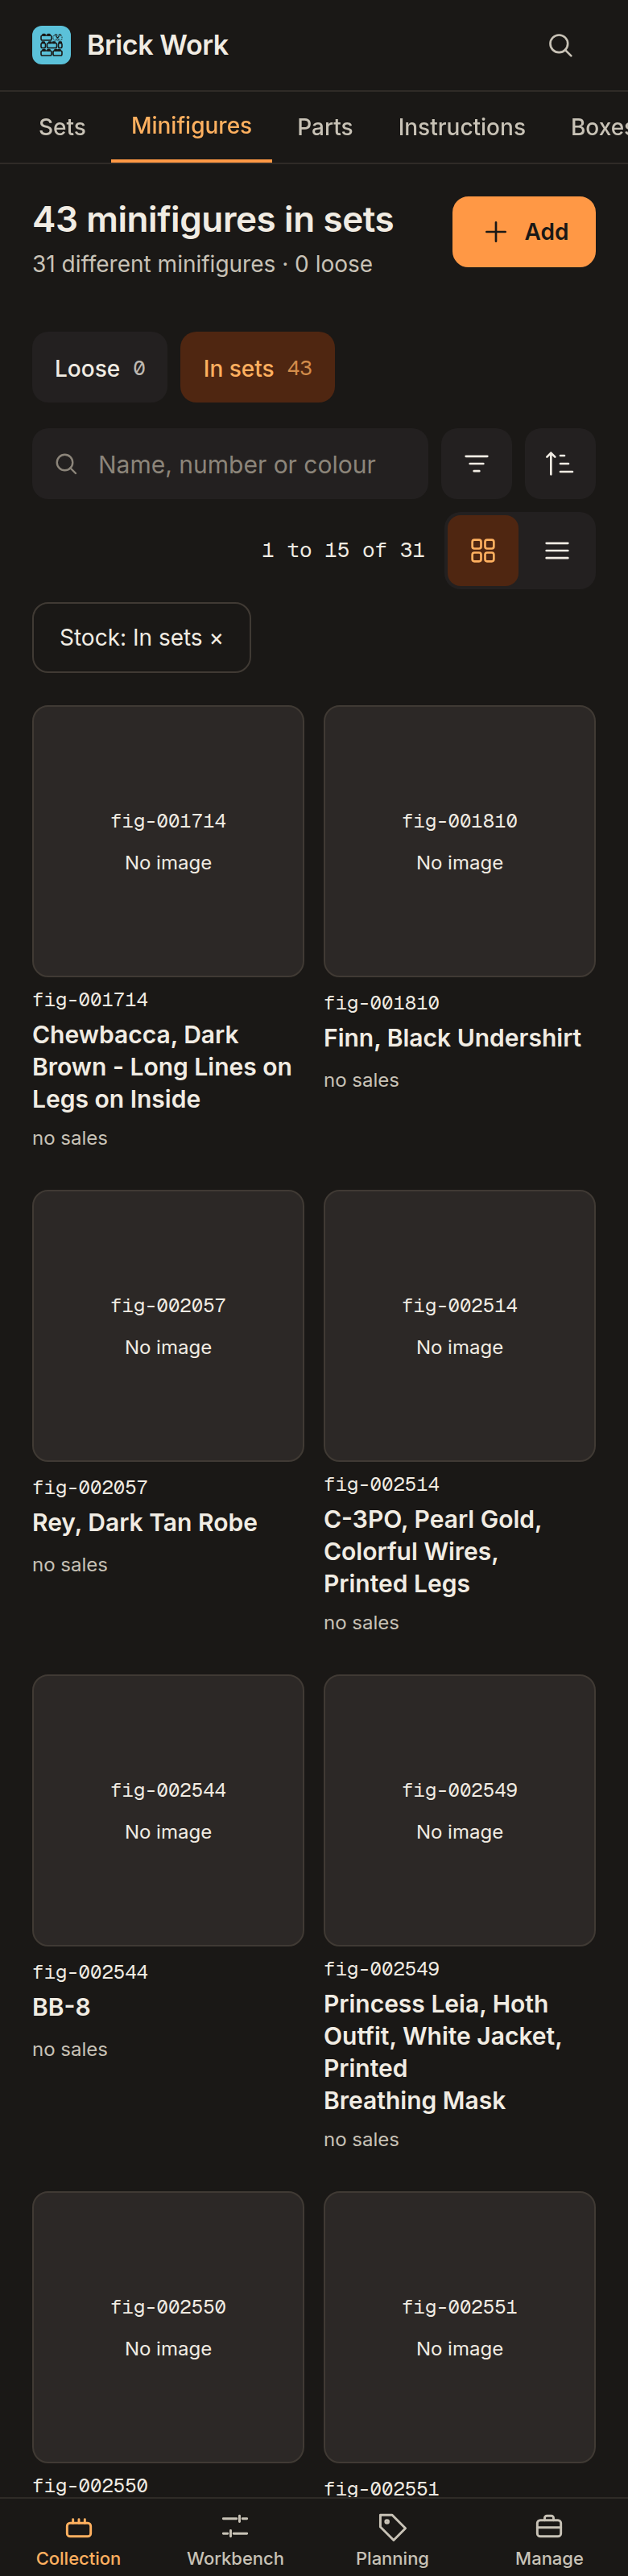 Brick Work
Sets Minifigures Parts Instructions Boxes
43 minifigures in sets
31 different minifigures · 0 loose
+ Add
Loose 0 In sets 43
Name, number or colour
1 to 15 of 31
Stock: In sets ×
fig-001714
No image
fig-001810
No image
fig-001714
Chewbacca, Dark
Brown - Long Lines on
Legs on Inside
no sales
fig-001810
Finn, Black Undershirt
no sales
fig-002057
No image
fig-002514
No image
fig-002057
Rey, Dark Tan Robe
no sales
fig-002514
C-3PO, Pearl Gold,
Colorful Wires,
Printed Legs
no sales
fig-002544
No image
fig-002549
No image
fig-002544
BB-8
no sales
fig-002549
Princess Leia, Hoth
Outfit, White Jacket,
Printed
Breathing Mask
no sales
fig-002550
No image
fig-002551
No image
fig-002550
fig-002551
Collection Workbench Planning Manage